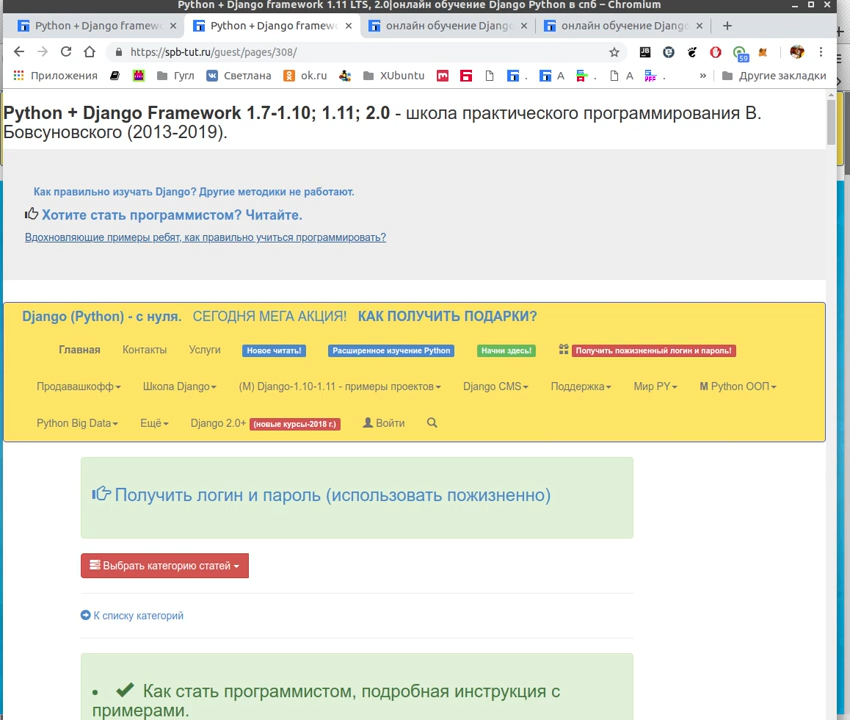 Python + Django framework 1.11 LTS, 2.0|онлайн обучение Django Python в спб – Chromium
Python + Django framew
Python + Django framew
онлайн обучение Django
онлайн обучение Django
https://spb-tut.ru/guest/pages/308/
59
Приложения
Гугл
Светлана
ok.ru
XUbuntu
А
А
»
Другие закладки
Python + Django Framework 1.7-1.10; 1.11; 2.0 - школа практического программирования В.
Бовсуновского (2013-2019).
Как правильно изучать Django? Другие методики не работают.
Хотите стать программистом? Читайте.
Вдохновляющие примеры ребят, как правильно учиться программировать?
Django (Python) - с нуля. СЕГОДНЯ МЕГА АКЦИЯ! КАК ПОЛУЧИТЬ ПОДАРКИ?
Главная Контакты Услуги Новое читать! Расширенное изучение Python Начни здесь! Получить пожизненный логин и пароль!
Продавашкофф Школа Django (М) Django-1.10-1.11 - примеры проектов Django CMS Поддержка Мир PY М Python ООП
Python Big Data Ещё Django 2.0+ (новые курсы-2018 г.) Войти
Получить логин и пароль (использовать пожизненно)
Выбрать категорию статей
К списку категорий
• Как стать программистом, подробная инструкция с
примерами.